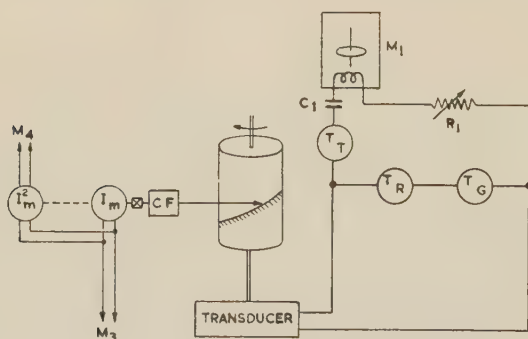 M1
C1
R1
M4
TT
I²m
Im
CF
TR
TG
TRANSDUCER
M3